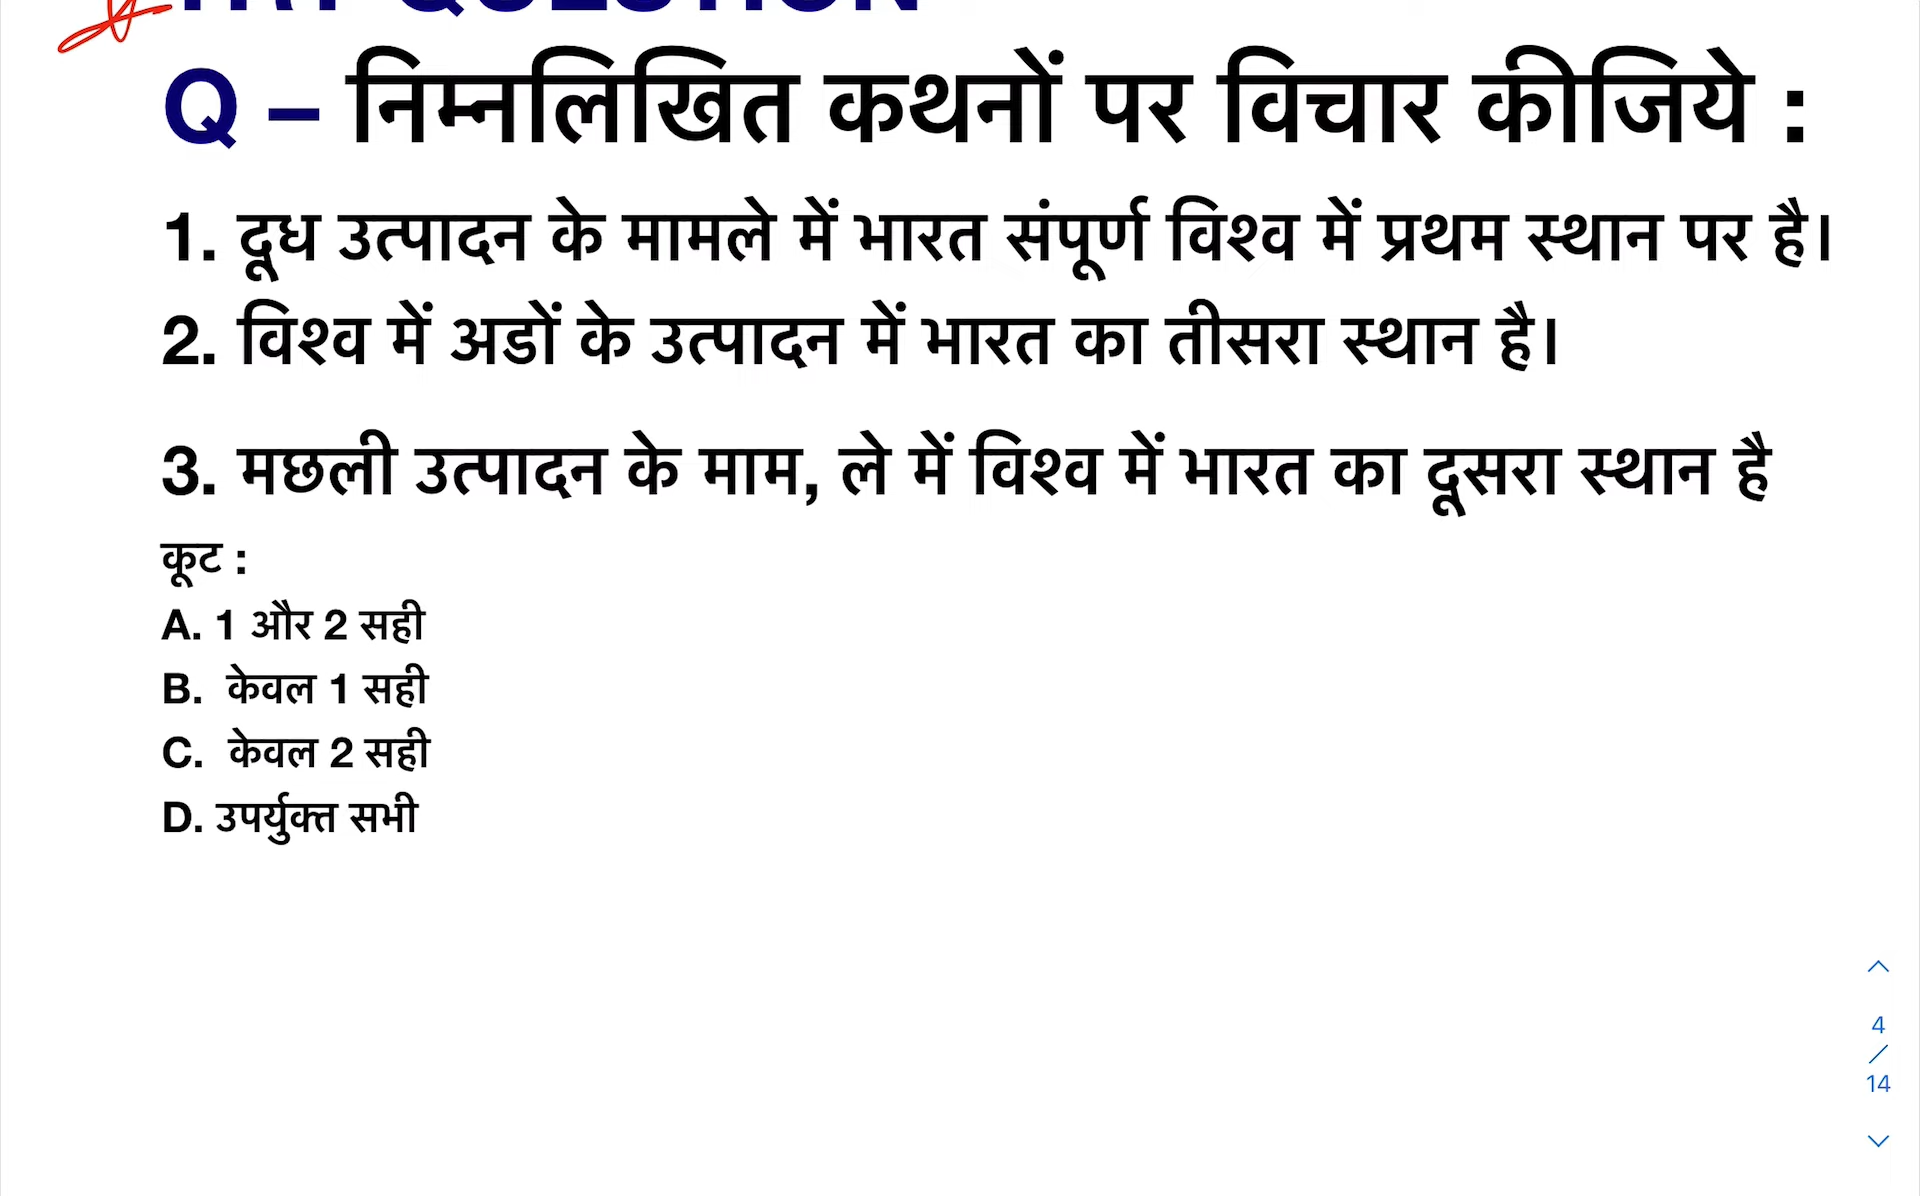 Q – निम्नलिखित कथनों पर विचार कीजिये :
1. दूध उत्पादन के मामले में भारत संपूर्ण विश्व में प्रथम स्थान पर है।
2. विश्व में अडों के उत्पादन में भारत का तीसरा स्थान है।
3. मछली उत्पादन के माम, ले में विश्व में भारत का दूसरा स्थान है
कूट :
A. 1 और 2 सही
B. केवल 1 सही
C. केवल 2 सही
D. उपर्युक्त सभी
4
/
14